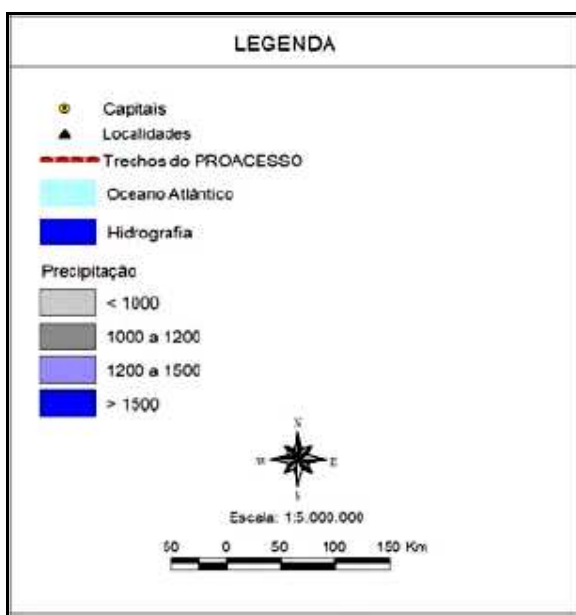 LEGENDA
Capitais
Localidades
Trechos do PROACESSO
Oceano Atlântico
Hidrografia
Precipitação
< 1000
1000 a 1200
1200 a 1500
> 1500
N
W E
S
Escala: 1:5.000.000
50 0 50 100 150 Km